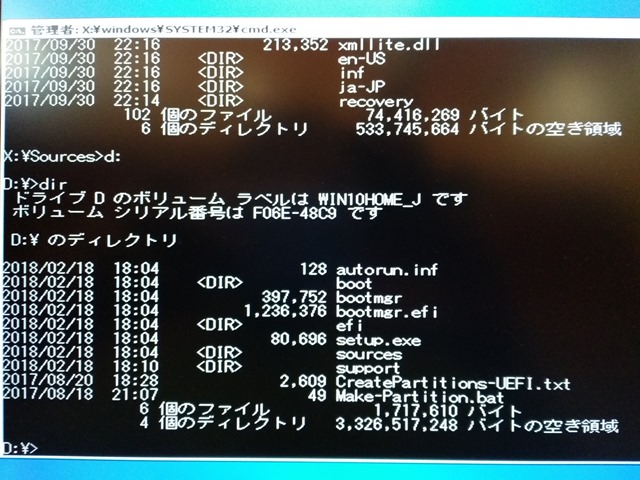 管理者: X:¥windows¥SYSTEM32¥cmd.exe
2017/09/30 22:16 213,352 xmllite.dll
2017/09/30 22:16 <DIR> en-US
2017/09/30 22:16 <DIR> inf
2017/09/30 22:16 <DIR> ja-JP
2017/09/30 22:14 <DIR> recovery
102 個のファイル 74,416,269 バイト
6 個のディレクトリ 533,745,664 バイトの空き領域
X:¥Sources>d:
D:¥>dir
ドライブ D のボリューム ラベルは WIN10HOME_J です
ボリューム シリアル番号は F06E-48C9 です
D:¥ のディレクトリ
2018/02/18 18:04 128 autorun.inf
2018/02/18 18:04 <DIR> boot
2018/02/18 18:04 397,752 bootmgr
2018/02/18 18:04 1,236,376 bootmgr.efi
2018/02/18 18:04 <DIR> efi
2018/02/18 18:04 80,696 setup.exe
2018/02/18 18:04 <DIR> sources
2018/02/18 18:10 <DIR> support
2017/08/20 18:28 2,609 CreatePartitions-UEFI.txt
2017/08/18 21:07 49 Make-Partition.bat
6 個のファイル 1,717,610 バイト
4 個のディレクトリ 3,326,517,248 バイトの空き領域
D:¥>